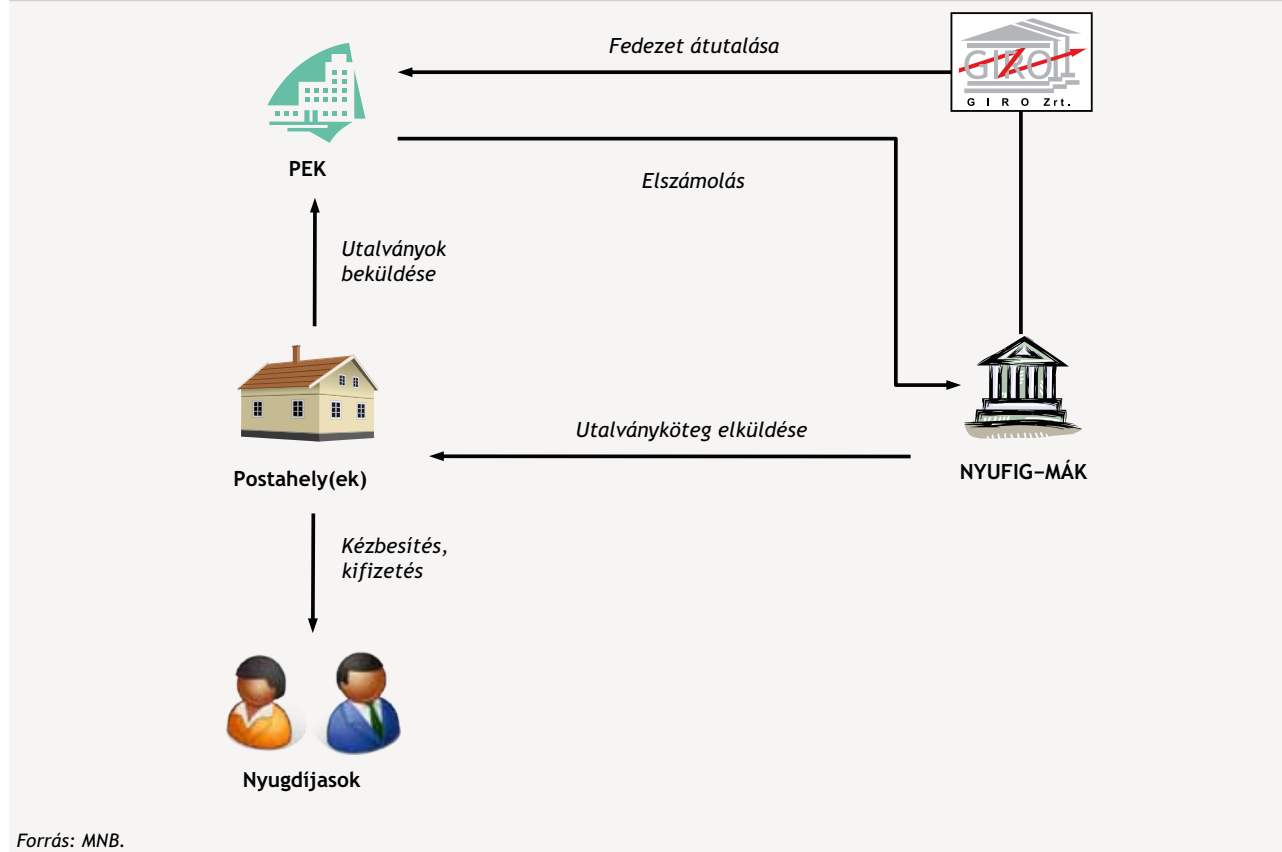 Fedezet átutalása
GIRO
GIRO Zrt.
PEK
Elszámolás
Utalványok
beküldése
Utalványköteg elküldése
Postahely(ek)
NYUFIG–MÁK
Kézbesítés,
kifizetés
Nyugdíjasok
Forrás: MNB.